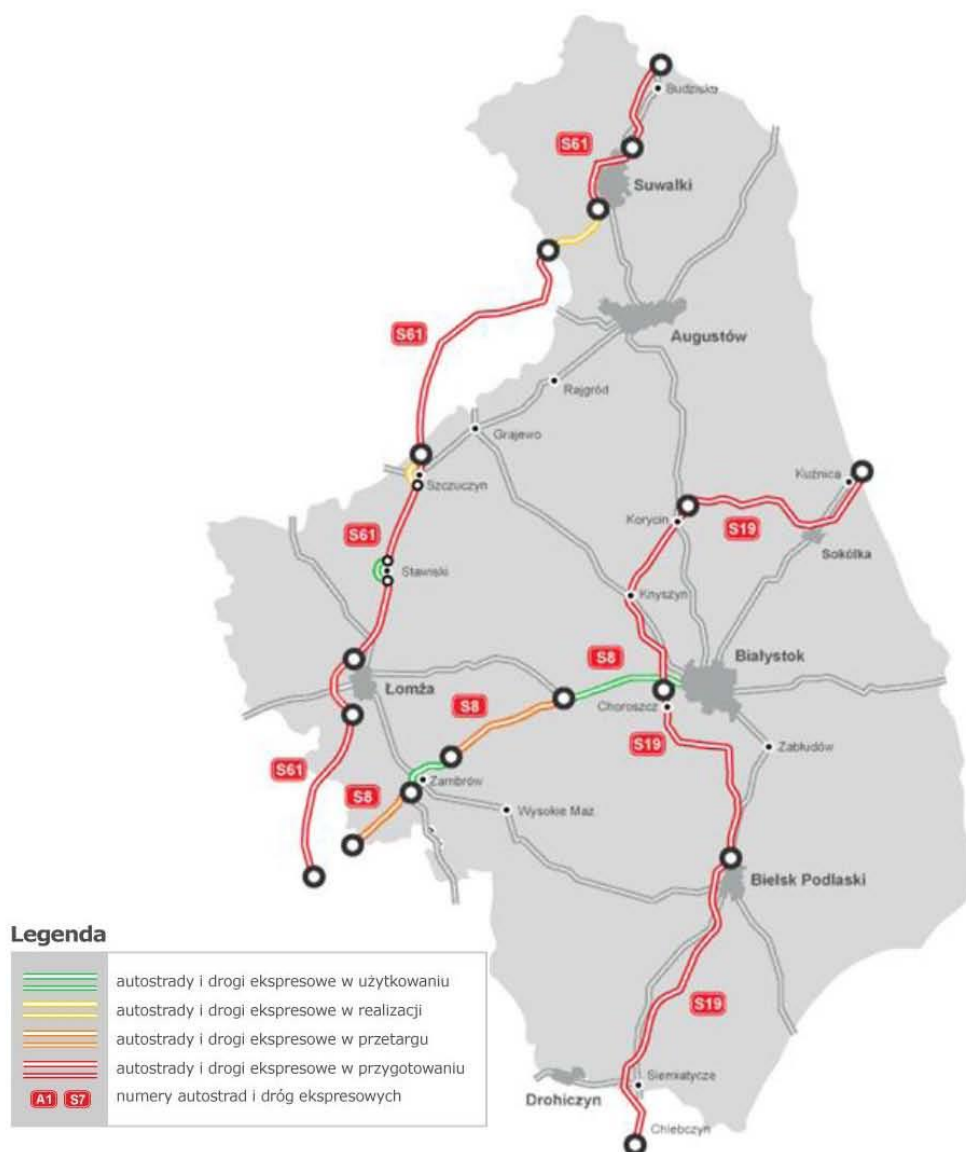 Budzisko
S61
Suwałki
S61
Augustów
Rajgród
Grajewo
Szczuczyn
Kuźnica
Korycin
S19
Sokółka
S61
Stawiski
Knyszyn
S8
Białystok
Łomża
S8
Choroszcz
S19
Zabłudów
S61
S8
Zambrów
Wysokie Maz
Bielsk Podlaski
S19
Siemiatycze
Drohiczyn
Chlebczyn
Legenda
autostrady i drogi ekspresowe w użytkowaniu
autostrady i drogi ekspresowe w realizacji
autostrady i drogi ekspresowe w przetargu
autostrady i drogi ekspresowe w przygotowaniu
A1 S7 numery autostrad i dróg ekspresowych